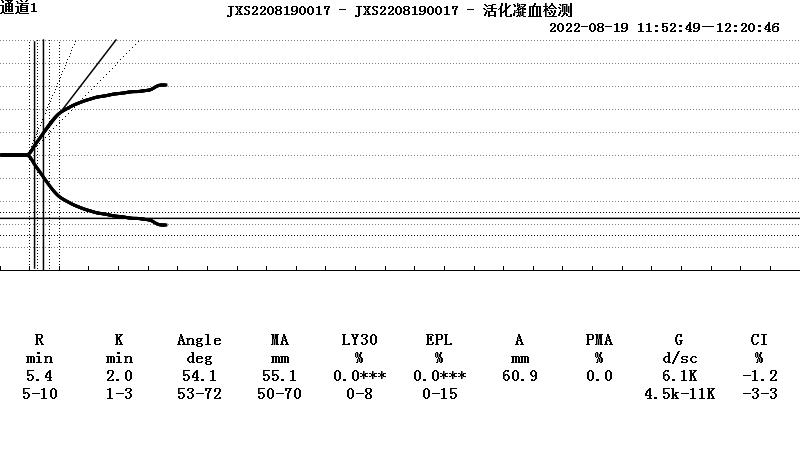 通道1
JXS2208190017 - JXS2208190017 - 活化凝血检测
2022-08-19 11:52:49—12:20:46
R K Angle MA LY30 EPL A PMA G CI
min min deg mm % % mm % d/sc %
5.4 2.0 54.1 55.1 0.0*** 0.0*** 60.9 0.0 6.1K -1.2
5-10 1-3 53-72 50-70 0-8 0-15 4.5k-11K -3-3